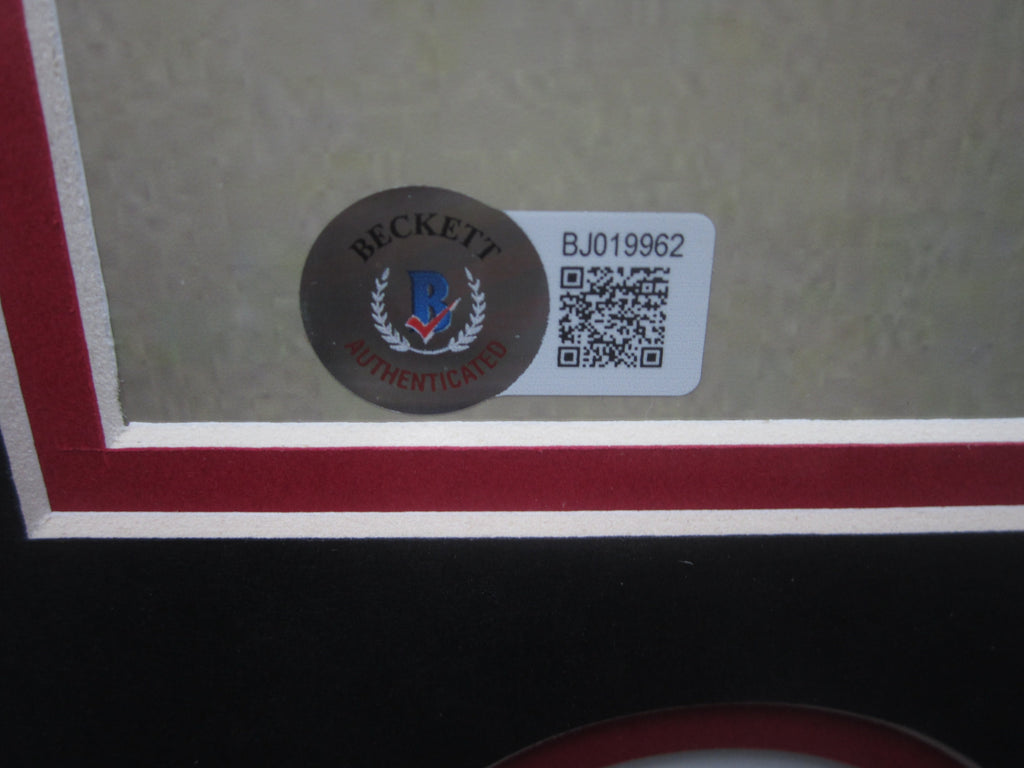 BECKETT
B
AUTHENTICATED
BJ019962